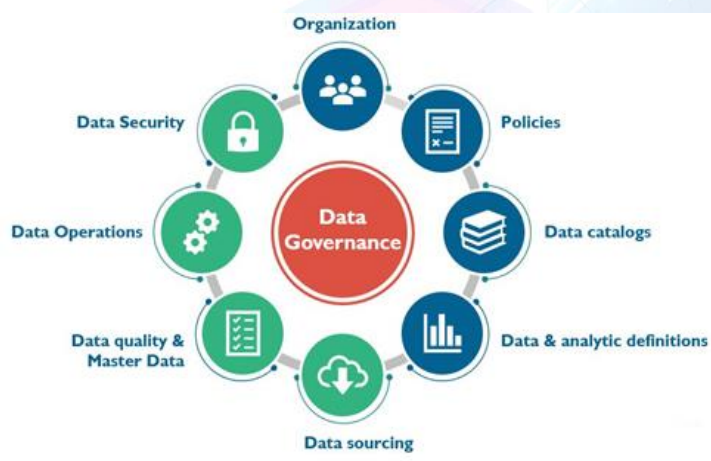 Organization
Data Security
Policies
Data Operations
Data
Governance
Data catalogs
Data quality &
Master Data
Data & analytic definitions
Data sourcing